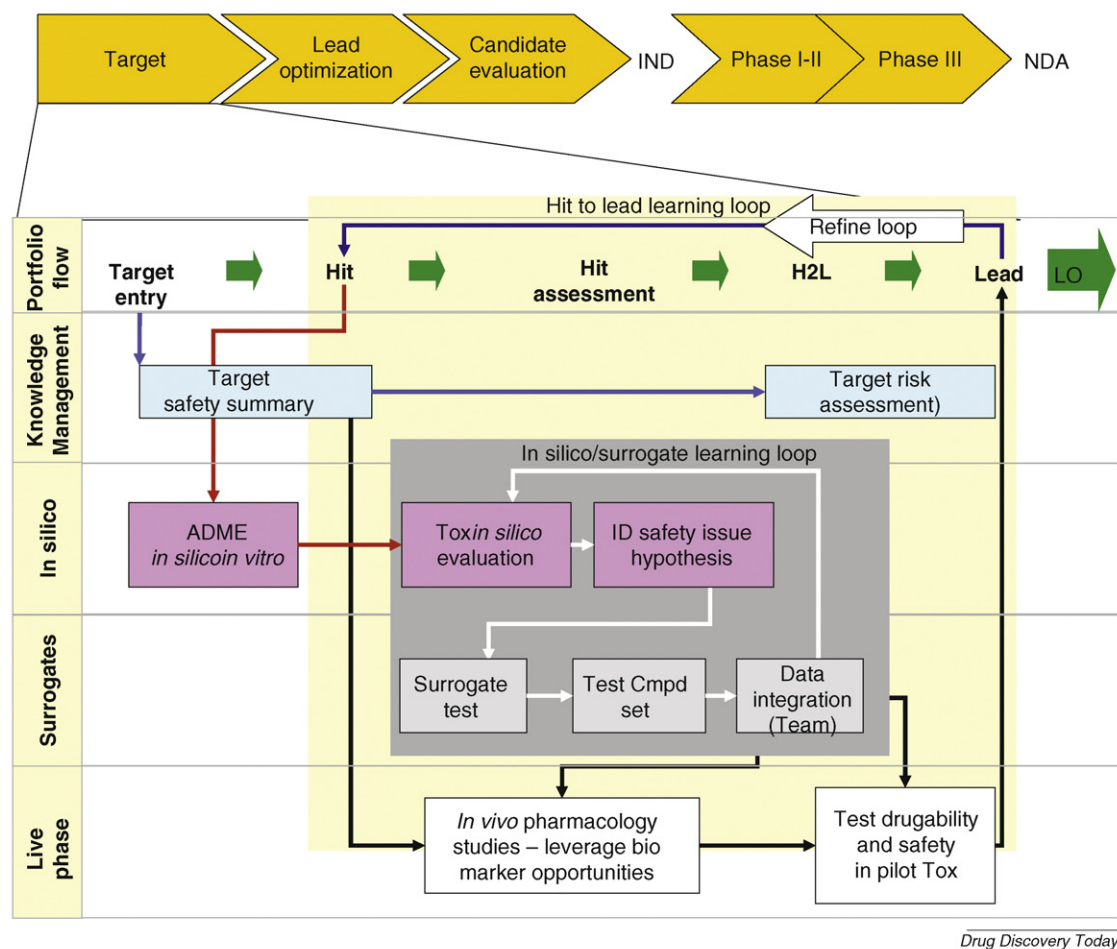 Target
Lead
optimization
Candidate
evaluation
IND
Phase I-II
Phase III
NDA
Hit to lead learning loop
Refine loop
Portfolio
flow
Target
entry
Hit
Hit
assessment
H2L
Lead
LO
Knowledge
Management
Target
safety summary
Target risk
assessment)
In silico/surrogate learning loop
In silico
ADME
in silicoin vitro
Toxin silico
evaluation
ID safety issue
hypothesis
Surrogates
Surrogate
test
Test Cmpd
set
Data
integration
(Team)
Live
phase
In vivo pharmacology
studies – leverage bio
marker opportunities
Test drugability
and safety
in pilot Tox
Drug Discovery Today